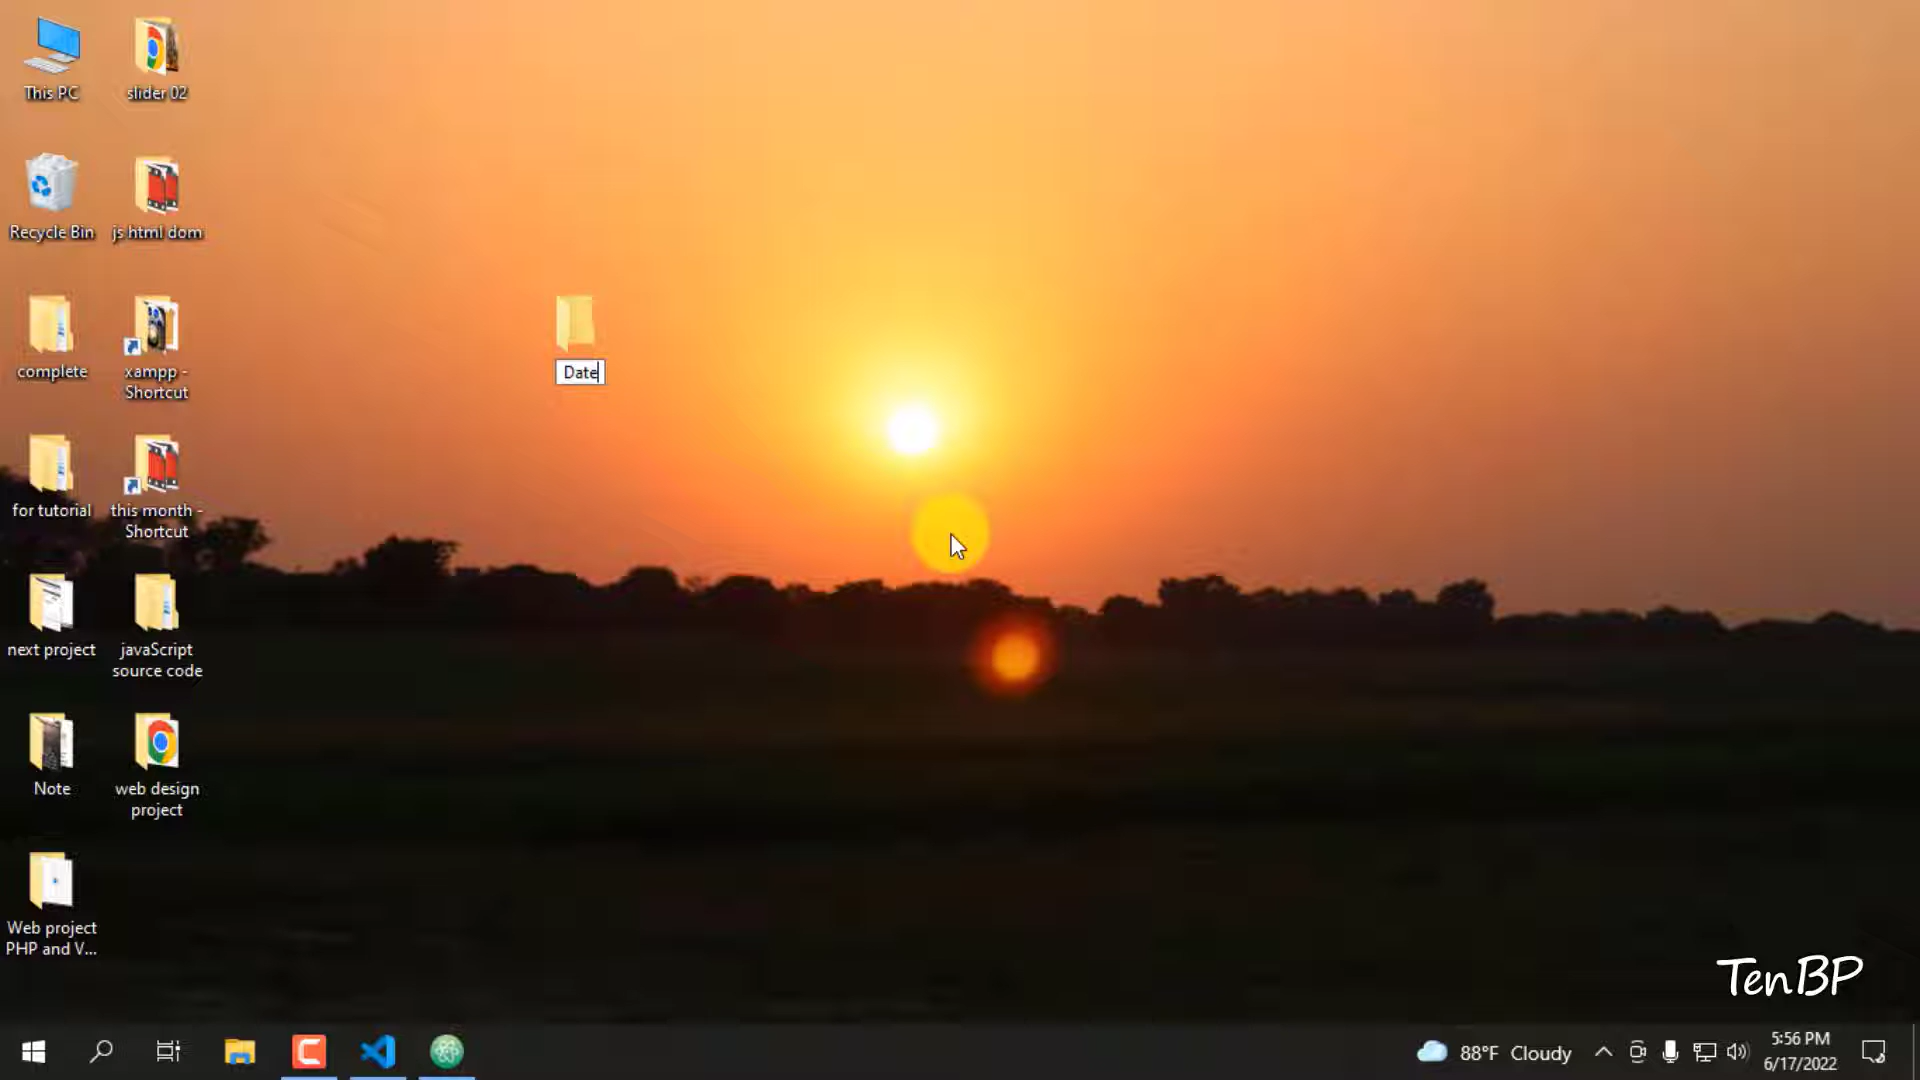 This PC
slider 02
Recycle Bin
js html dom
complete
xampp -
Shortcut
Date
for tutorial
this month -
Shortcut
next project
javaScript
source code
Note
web design
project
Web project
PHP and V...
TenBP
88°F Cloudy
5:56 PM
6/17/2022